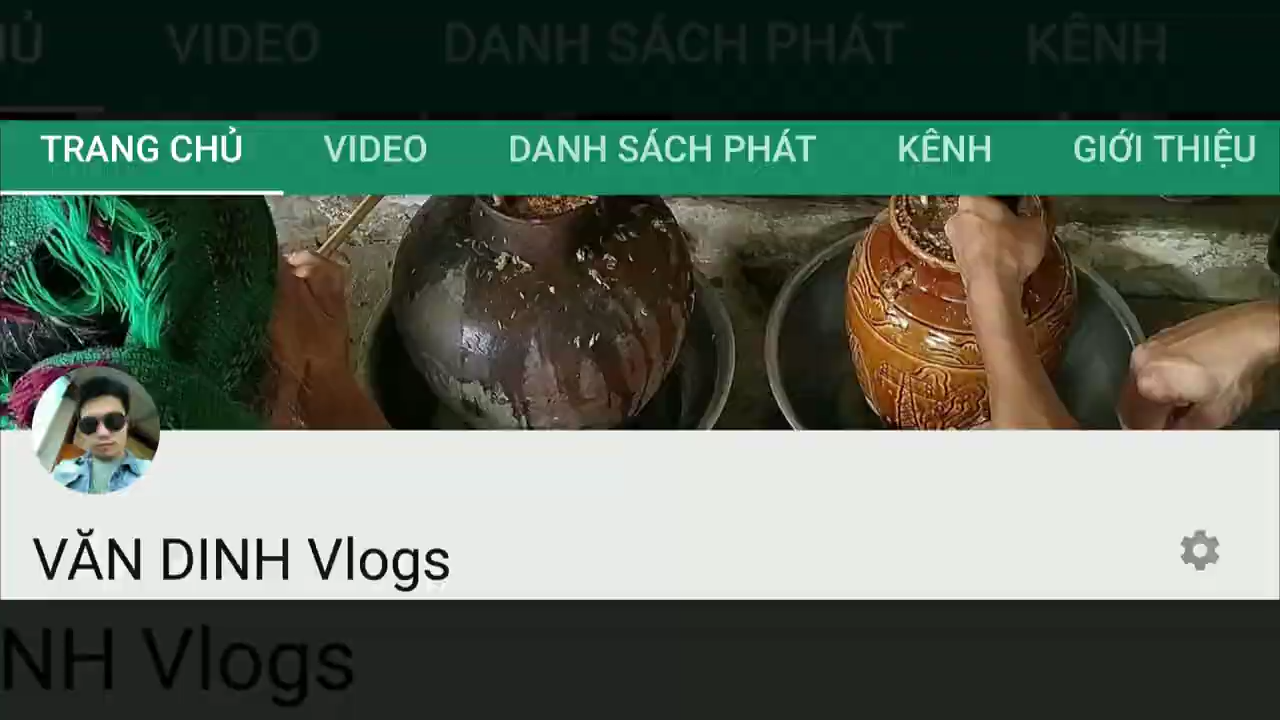 HỦ VIDEO DANH SÁCH PHÁT KÊNH
TRANG CHỦ VIDEO DANH SÁCH PHÁT KÊNH GIỚI THIỆU
VĂN DINH Vlogs
NH Vlogs